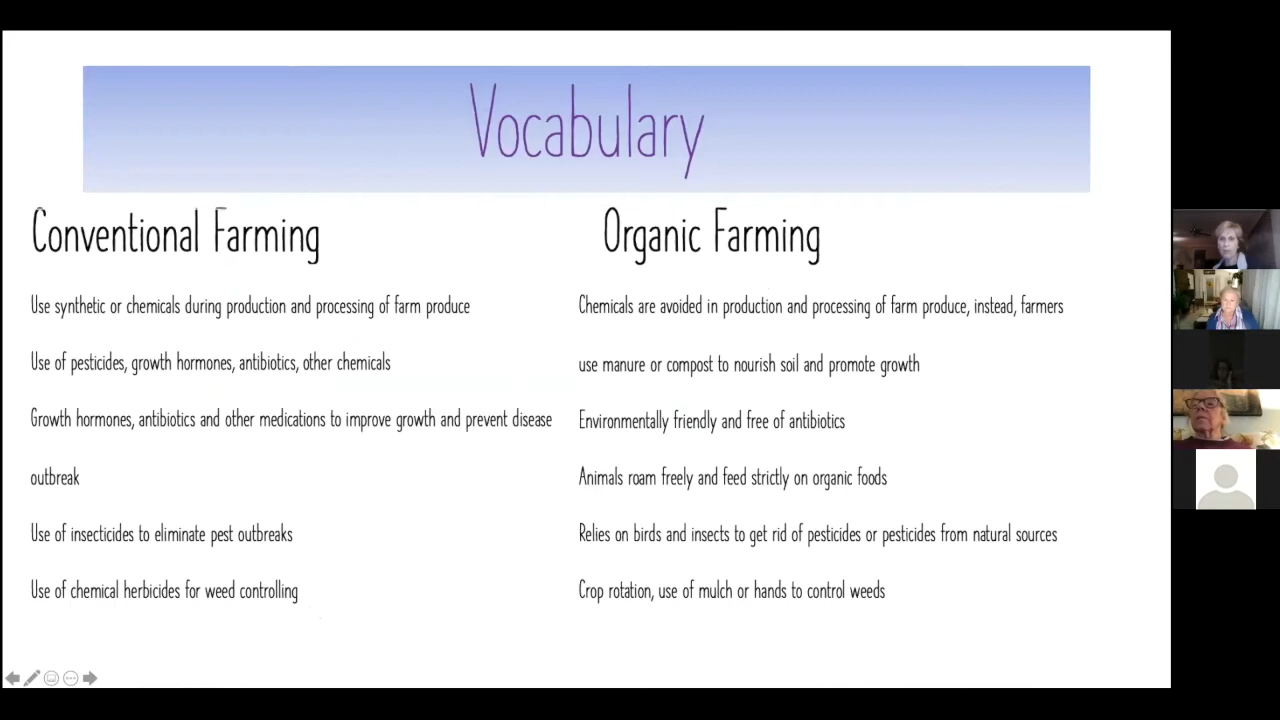 Vocabulary
Conventional Farming
Use synthetic or chemicals during production and processing of farm produce
Use of pesticides, growth hormones, antibiotics, other chemicals
Growth hormones, antibiotics and other medications to improve growth and prevent disease
outbreak
Use of insecticides to eliminate pest outbreaks
Use of chemical herbicides for weed controlling
Organic Farming
Chemicals are avoided in production and processing of farm produce, instead, farmers
use manure or compost to nourish soil and promote growth
Environmentally friendly and free of antibiotics
Animals roam freely and feed strictly on organic foods
Relies on birds and insects to get rid of pesticides or pesticides from natural sources
Crop rotation, use of mulch or hands to control weeds